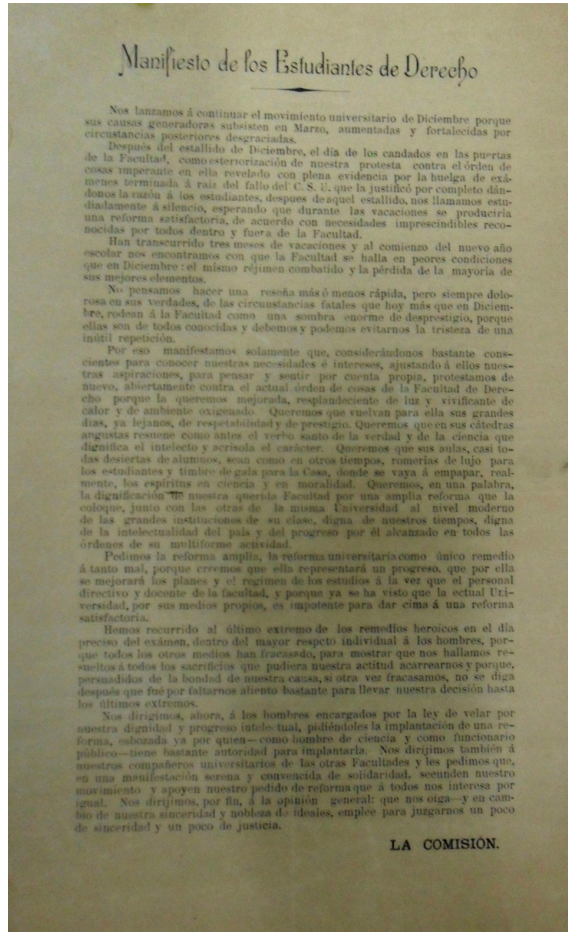 Manifiesto de los Estudiantes de Derecho
Nos lanzamos á continuar el movimiento universitario de Diciembre porque
sus causas generadoras subsisten en Marzo, aumentadas y fortalecidas por
circunstancias posteriores desgraciadas.
Después del estallido de Diciembre, el día de los candados en las puertas
de la Facultad, como esteriorización de nuestra protesta contra el órden de
cosas imperante en ella revelado con plena evidencia por la huelga de exá-
menes terminada á raíz del fallo del C. S. U. que la justificó por completo dán-
donos la razón á los estudiantes, despues de aquel estallido, nos llamamos estu-
diadamente á silencio, esperando que durante las vacaciones se produciría
una reforma satisfactoria, de acuerdo con necesidades imprescindibles reco-
nocidas por todos dentro y fuera de la Facultad.
Han transcurrido tres meses de vacaciones y al comienzo del nuevo año
escolar nos encontramos con que la Facultad se halla en peores condiciones
que en Diciembre: el mismo réjimen combatido y la pérdida de la mayoría de
sus mejores elementos.
No pensamos hacer una reseña más ó menos rápida, pero siempre dolo-
rosa en sus verdades, de las circunstancias fatales que hoy más que en Diciem-
bre, rodean á la Facultad como una sombra enorme de desprestigio, porque
ellas son de todos conocidas y debemos y podemos evitarnos la tristeza de una
inútil repetición.
Por eso manifestamos solamente que, considerándonos bastante cons-
cientes para conocer nuestras necesidades é intereses, ajustando á ellos nues-
tras aspiraciones, para pensar y sentir por cuenta propia, protestamos de
nuevo, abiertamente contra el actual órden de cosas de la Facultad de Dere-
cho porque la queremos mejorada, resplandeciente de luz y vivificante de
calor y de ambiente oxigenado. Queremos que vuelvan para ella sus grandes
dias, ya lejanos, de respetabilidad y de prestigio. Queremos que en sus cátedras
angustas resuene como antes el verbo santo de la verdad y de la ciencia que
dignifica el intelecto y acrisola el carácter. Queremos que sus aulas, casi to-
das desiertas de alumnos, sean como en otros tiempos, romerías de lujo para
los estudiantes y timbre de gala para la Casa, donde se vaya á empapar, real-
mente, los espíritus en ciencia y en moralidad. Queremos, en una palabra,
la dignificación de nuestra querida Facultad por una amplia reforma que la
coloque, junto con las otras de la misma Universidad al nivel moderno
de las grandes instituciones de su clase, digna de nuestros tiempos, digna
de la intelectualidad del pais y del progreso por él alcanzado en todos las
órdenes de su multiforme actividad.
Pedimos la reforma amplia, la reforma universitaria como único remedio
á tanto mal, porque creemos que ella representará un progreso, que por ella
se mejorará los planes y el regimen de los estudios á la vez que el personal
directivo y docente de la facultad, y porque ya se ha visto que la ectual Uni-
versidad, por sus medios propios, es impotente para dar cima á una reforma
satisfactoria.
Hemos recurrido al último extremo de los remedios heroicos en el día
preciso del exámen, dentro del mayor respeto individual á los hombres, por-
que todos los otros medios han fracasado, para mostrar que nos hallamos re-
sueltos á todos los sacrificios que pudiera nuestra actitud acarrearnos y porque,
persuadidos de la bondad de nuestra causa, si otra vez fracasamos, no se diga
después que fué por faltarnos aliento bastante para llevar nuestra decisión hasta
los últimos extremos.
Nos dirigimos, ahora, á los hombres encargados por la ley de velar por
nuestra dignidad y progreso intelectual, pidiéndoles la implantación de una re-
forma, esbozada ya por quien—como hombre de ciencia y como funcionario
público—tiene bastante autoridad para implantarla. Nos dirijimos también á
nuestros compañeros universitarios de las otras Facultades y les pedimos que,
en una manifestación serena y convencida de solidaridad, secunden nuestro
movimiento y apoyen nuestro pedido de reforma que á todos nos interesa por
igual. Nos dirijimos, por fin, á la opinión general: que nos oiga—y en cam-
bio de nuestra sinceridad y nobleza de ideales, emplee para juzgarnos un poco
de sinceridad y un poco de justicia.
LA COMISIÓN.